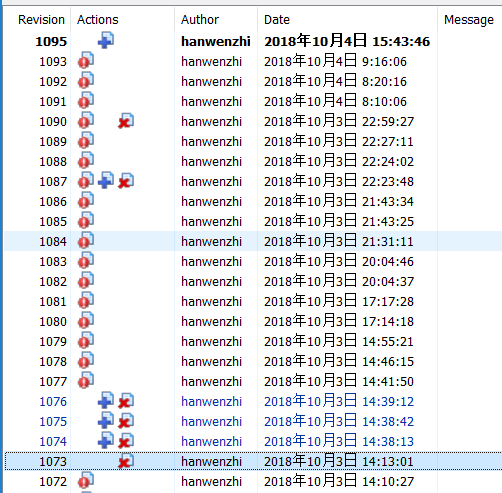 Revision Actions Author Date Message
1095 hanwenzhi 2018年10月4日 15:43:46
1093 hanwenzhi 2018年10月4日 9:16:06
1092 hanwenzhi 2018年10月4日 8:20:16
1091 hanwenzhi 2018年10月4日 8:10:06
1090 hanwenzhi 2018年10月3日 22:59:27
1089 hanwenzhi 2018年10月3日 22:27:11
1088 hanwenzhi 2018年10月3日 22:24:02
1087 hanwenzhi 2018年10月3日 22:23:48
1086 hanwenzhi 2018年10月3日 21:43:34
1085 hanwenzhi 2018年10月3日 21:43:25
1084 hanwenzhi 2018年10月3日 21:31:11
1083 hanwenzhi 2018年10月3日 20:04:46
1082 hanwenzhi 2018年10月3日 20:04:37
1081 hanwenzhi 2018年10月3日 17:17:28
1080 hanwenzhi 2018年10月3日 17:14:18
1079 hanwenzhi 2018年10月3日 14:55:21
1078 hanwenzhi 2018年10月3日 14:46:15
1077 hanwenzhi 2018年10月3日 14:41:50
1076 hanwenzhi 2018年10月3日 14:39:12
1075 hanwenzhi 2018年10月3日 14:38:42
1074 hanwenzhi 2018年10月3日 14:38:13
1073 hanwenzhi 2018年10月3日 14:13:01
1072 hanwenzhi 2018年10月3日 14:10:27